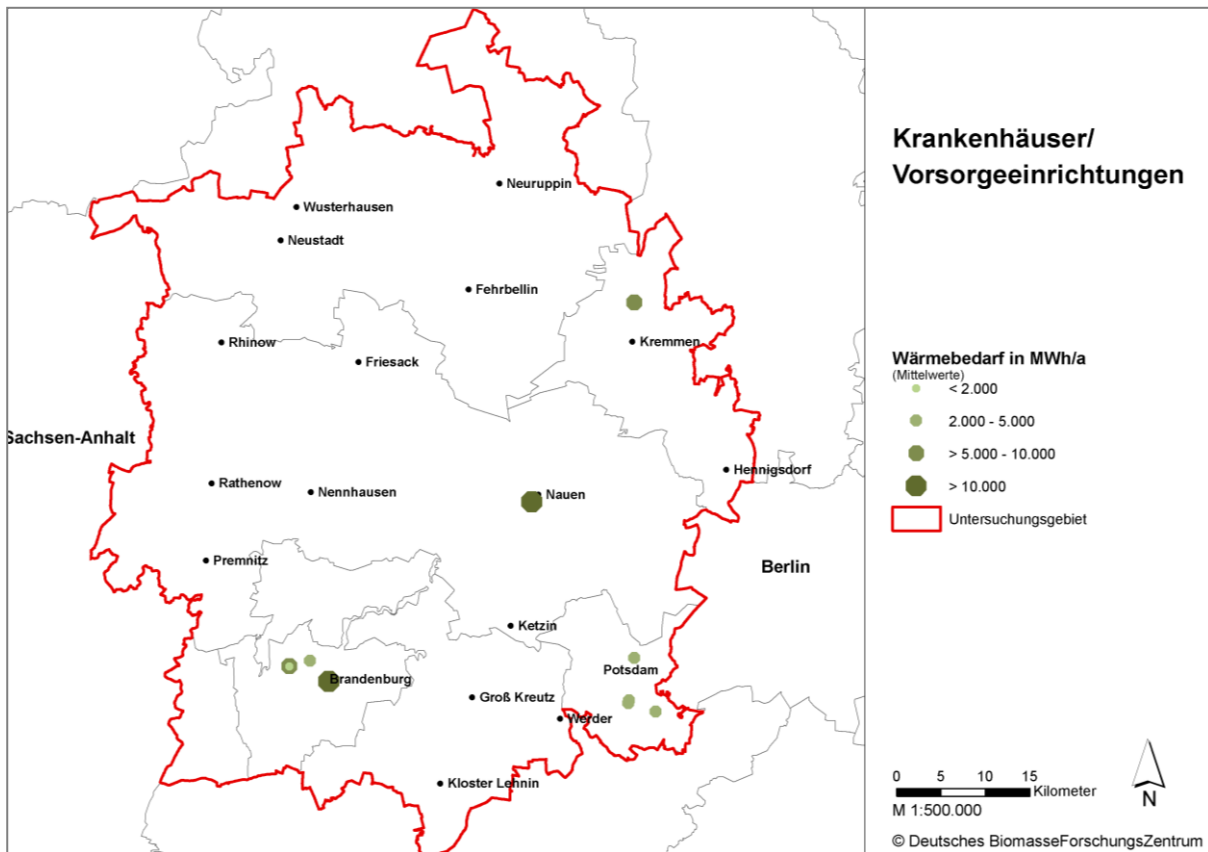 Krankenhäuser/
Vorsorgeeinrichtungen
Neuruppin
Wusterhausen
Neustadt
Fehrbellin
Rhinow
Kremmen
Friesack
Sachsen-Anhalt
Hennigsdorf
Rathenow
Nennhausen
Nauen
Premnitz
Berlin
Ketzin
Potsdam
Brandenburg
Groß Kreutz
Werder
Kloster Lehnin
Wärmebedarf in MWh/a
(Mittelwerte)
< 2.000
2.000 - 5.000
> 5.000 - 10.000
> 10.000
Untersuchungsgebiet
0 5 10 15
Kilometer
M 1:500.000
N
© Deutsches BiomasseForschungsZentrum